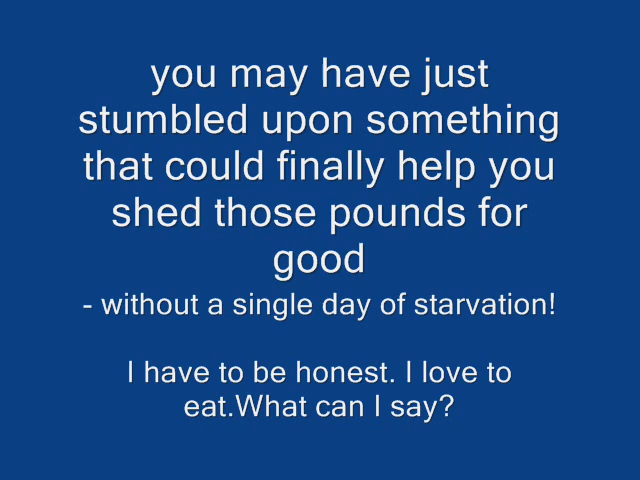 you may have just
stumbled upon something
that could finally help you
shed those pounds for
good
- without a single day of starvation!
I have to be honest. I love to
eat.What can I say?